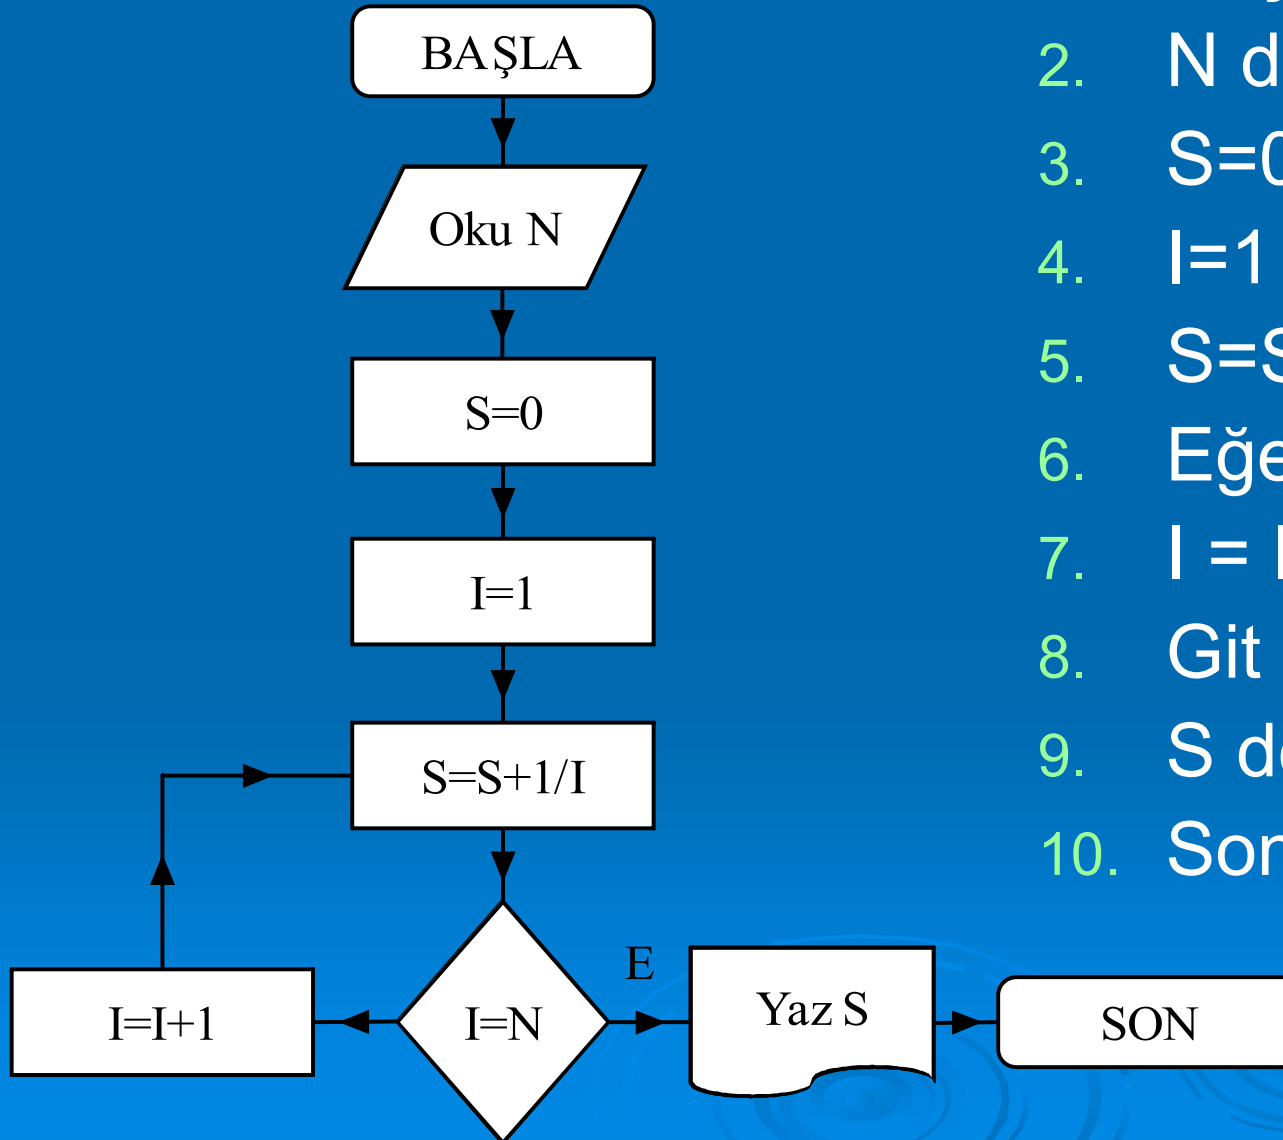 BAŞLA
Oku N
S=0
I=1
S=S+1/I
I=N
E
I=I+1
Yaz S
SON
2. N
3. S=0
4. I=1
5.
6.
7. I =
8. Git
9. S
10.